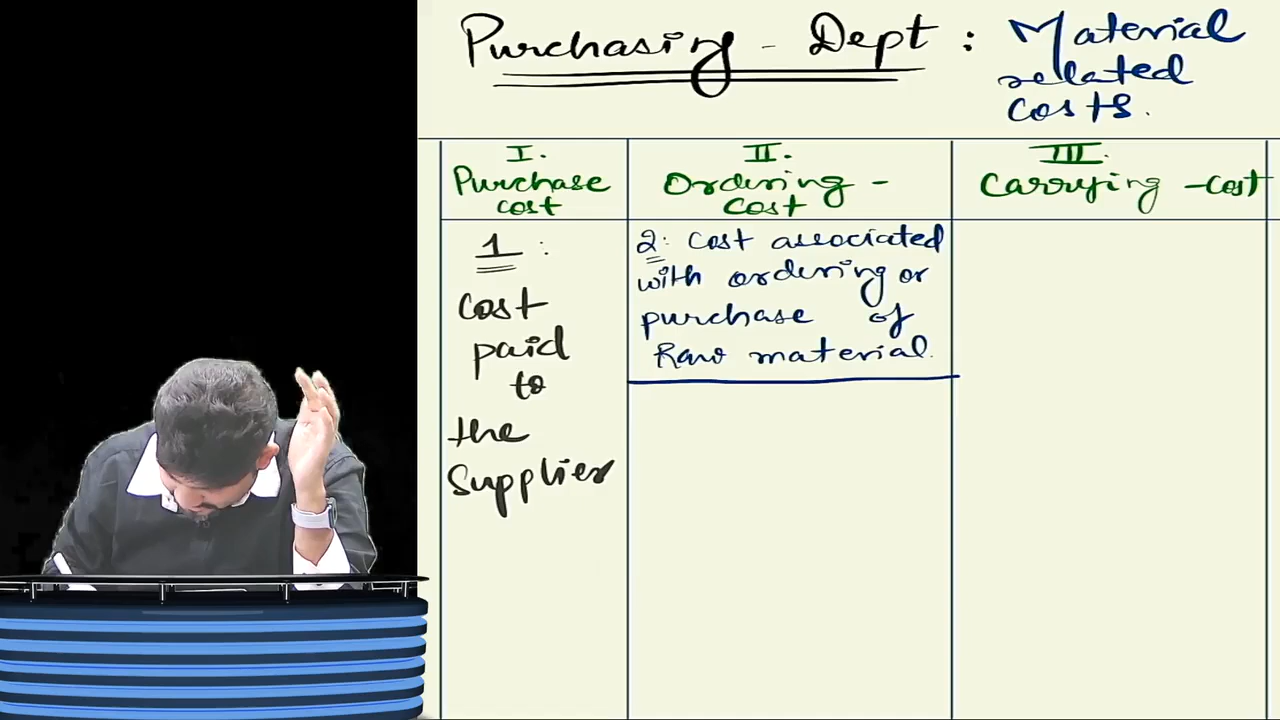 Purchasing - Dept : Material
related
costs.
I.
Purchase
cost
II.
Ordering -
cost
III.
Carrying - cost
1 :
cost
paid
to
the
Supplier
2: cost associated
with ordering or
purchase of
Raw material.